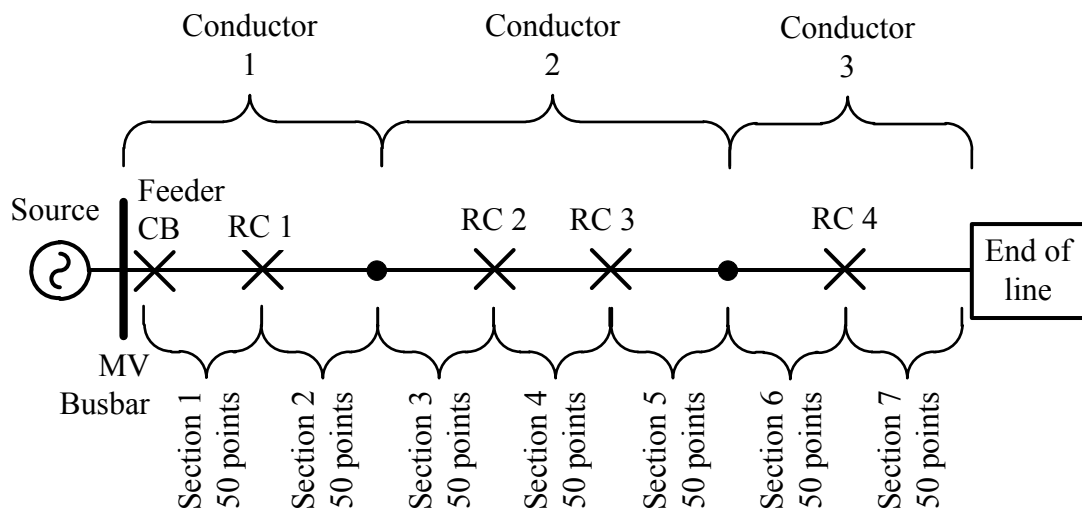 Conductor
1
Conductor
2
Conductor
3
Source
Feeder
CB
RC 1
RC 2
RC 3
RC 4
End of
line
MV
Busbar
Section 1
50 points
Section 2
50 points
Section 3
50 points
Section 4
50 points
Section 5
50 points
Section 6
50 points
Section 7
50 points